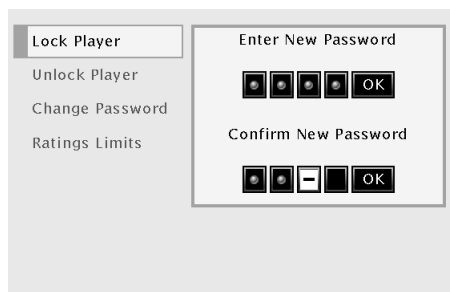 Lock Player
Unlock Player
Change Password
Ratings Limits
Enter New Password
OK
Confirm New Password
– OK